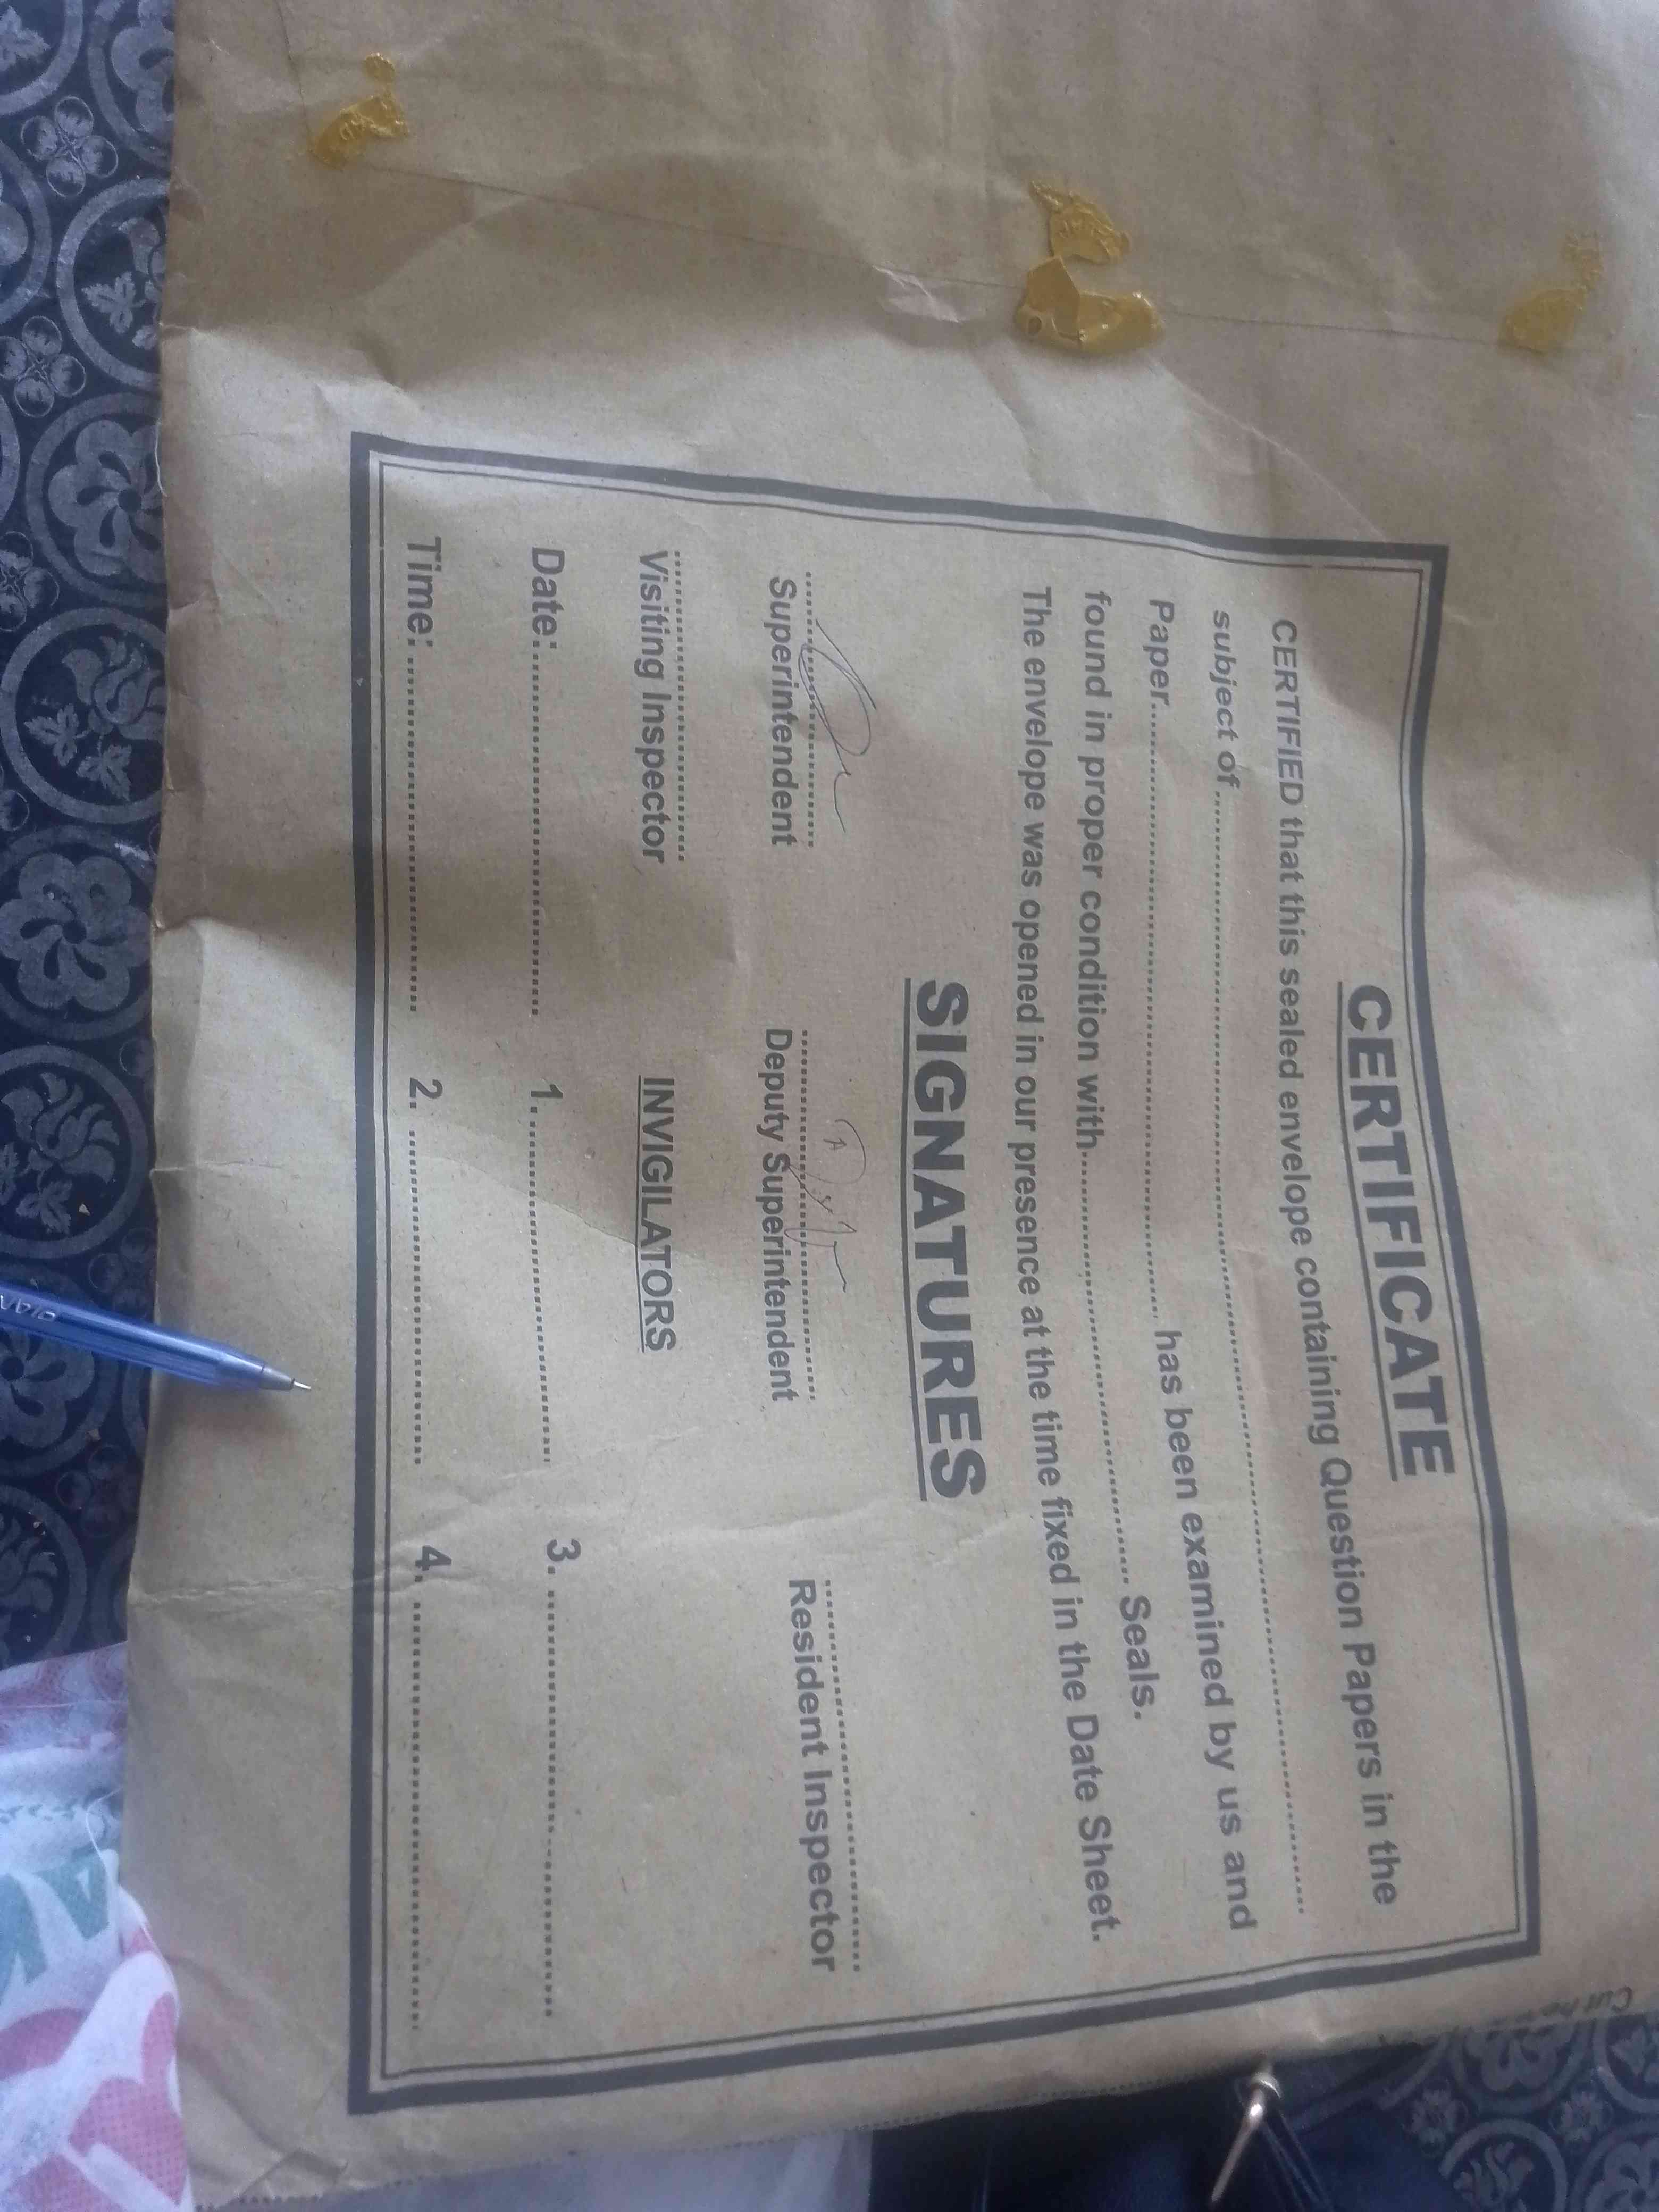 CERTIFICATE
CERTIFIED that this sealed envelope containing Question Papers in the
subject of................................................
Paper.................................... has been examined by us and
found in proper condition with.................................... Seals.
The envelope was opened in our presence at the time fixed in the Date Sheet.
SIGNATURES
Superintendent Deputy Superintendent Resident Inspector
Visiting Inspector INVIGILATORS
Date:........................ 1......................... 3. .........................
Time: ........................ 2. ......................... 4. .........................
Cut